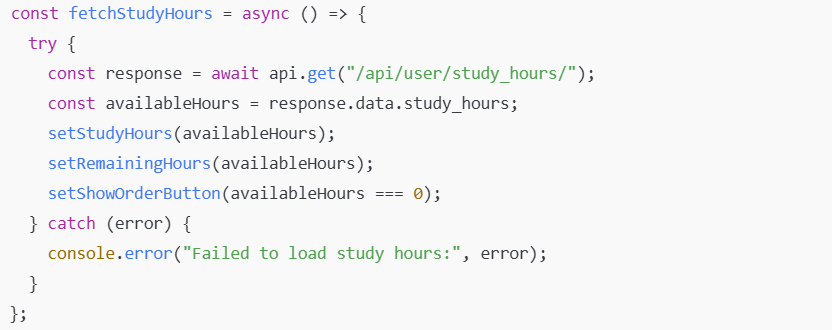 const fetchStudyHours = async () => {
  try {
    const response = await api.get("/api/user/study_hours/");
    const availableHours = response.data.study_hours;
    setStudyHours(availableHours);
    setRemainingHours(availableHours);
    setShowOrderButton(availableHours === 0);
  } catch (error) {
    console.error("Failed to load study hours:", error);
  }
};